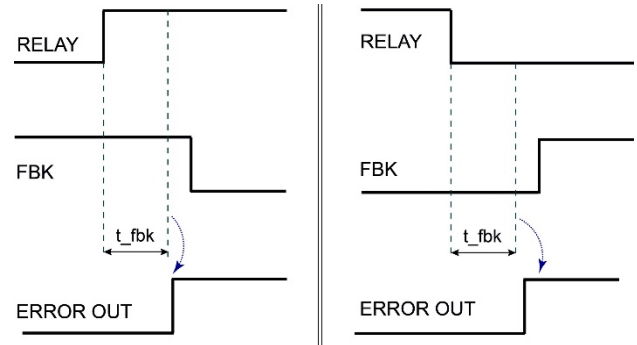 RELAY
FBK
t_fbk
ERROR OUT
RELAY
FBK
t_fbk
ERROR OUT